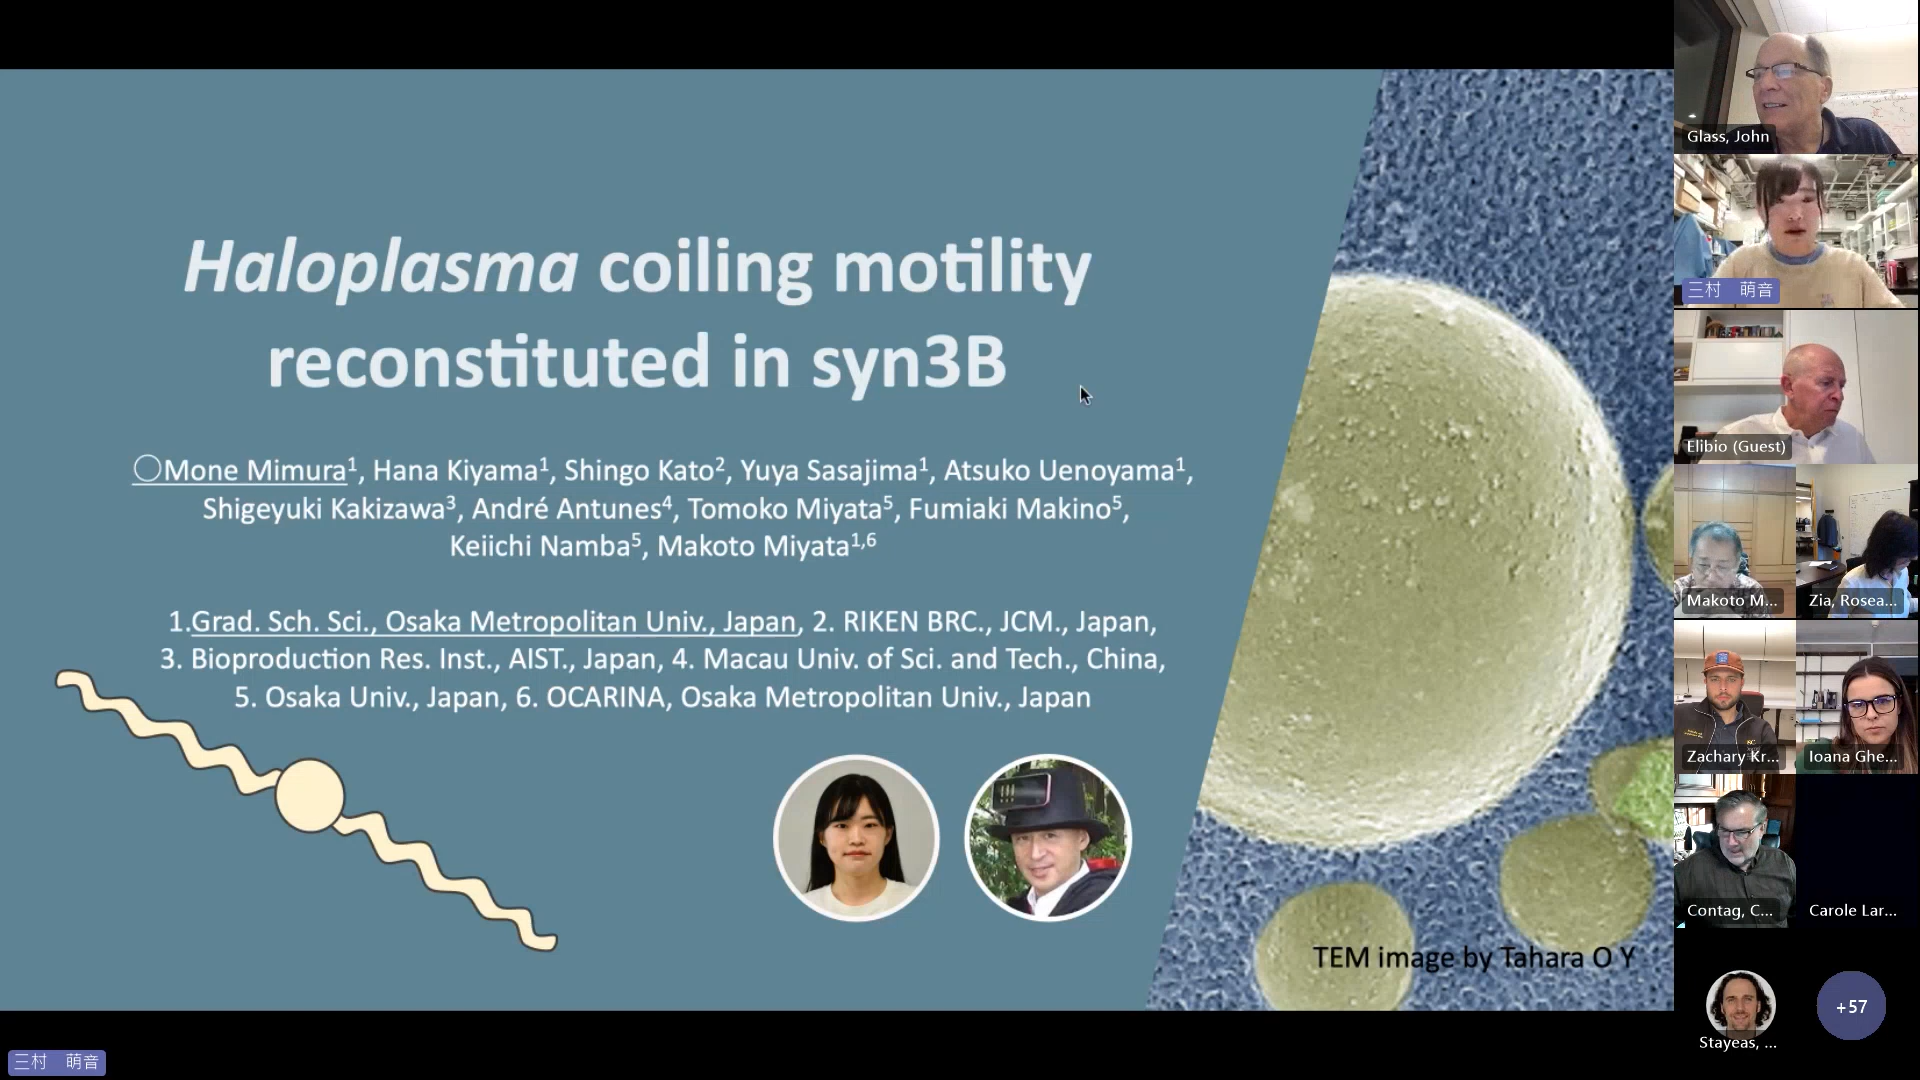 Haloplasma coiling motility
reconstituted in syn3B
○Mone Mimura1, Hana Kiyama1, Shingo Kato2, Yuya Sasajima1, Atsuko Uenoyama1,
Shigeyuki Kakizawa3, André Antunes4, Tomoko Miyata5, Fumiaki Makino5,
Keiichi Namba5, Makoto Miyata1,6
1.Grad. Sch. Sci., Osaka Metropolitan Univ., Japan, 2. RIKEN BRC., JCM., Japan,
3. Bioproduction Res. Inst., AIST., Japan, 4. Macau Univ. of Sci. and Tech., China,
5. Osaka Univ., Japan, 6. OCARINA, Osaka Metropolitan Univ., Japan
TEM image by Tahara O Y
三村 萌音
Glass, John
三村 萌音
Elibio (Guest)
Makoto M...
Zia, Rosea...
Zachary Kr...
Ioana Ghe...
Contag, C...
Carole Lar...
Stayeas, ...
+57